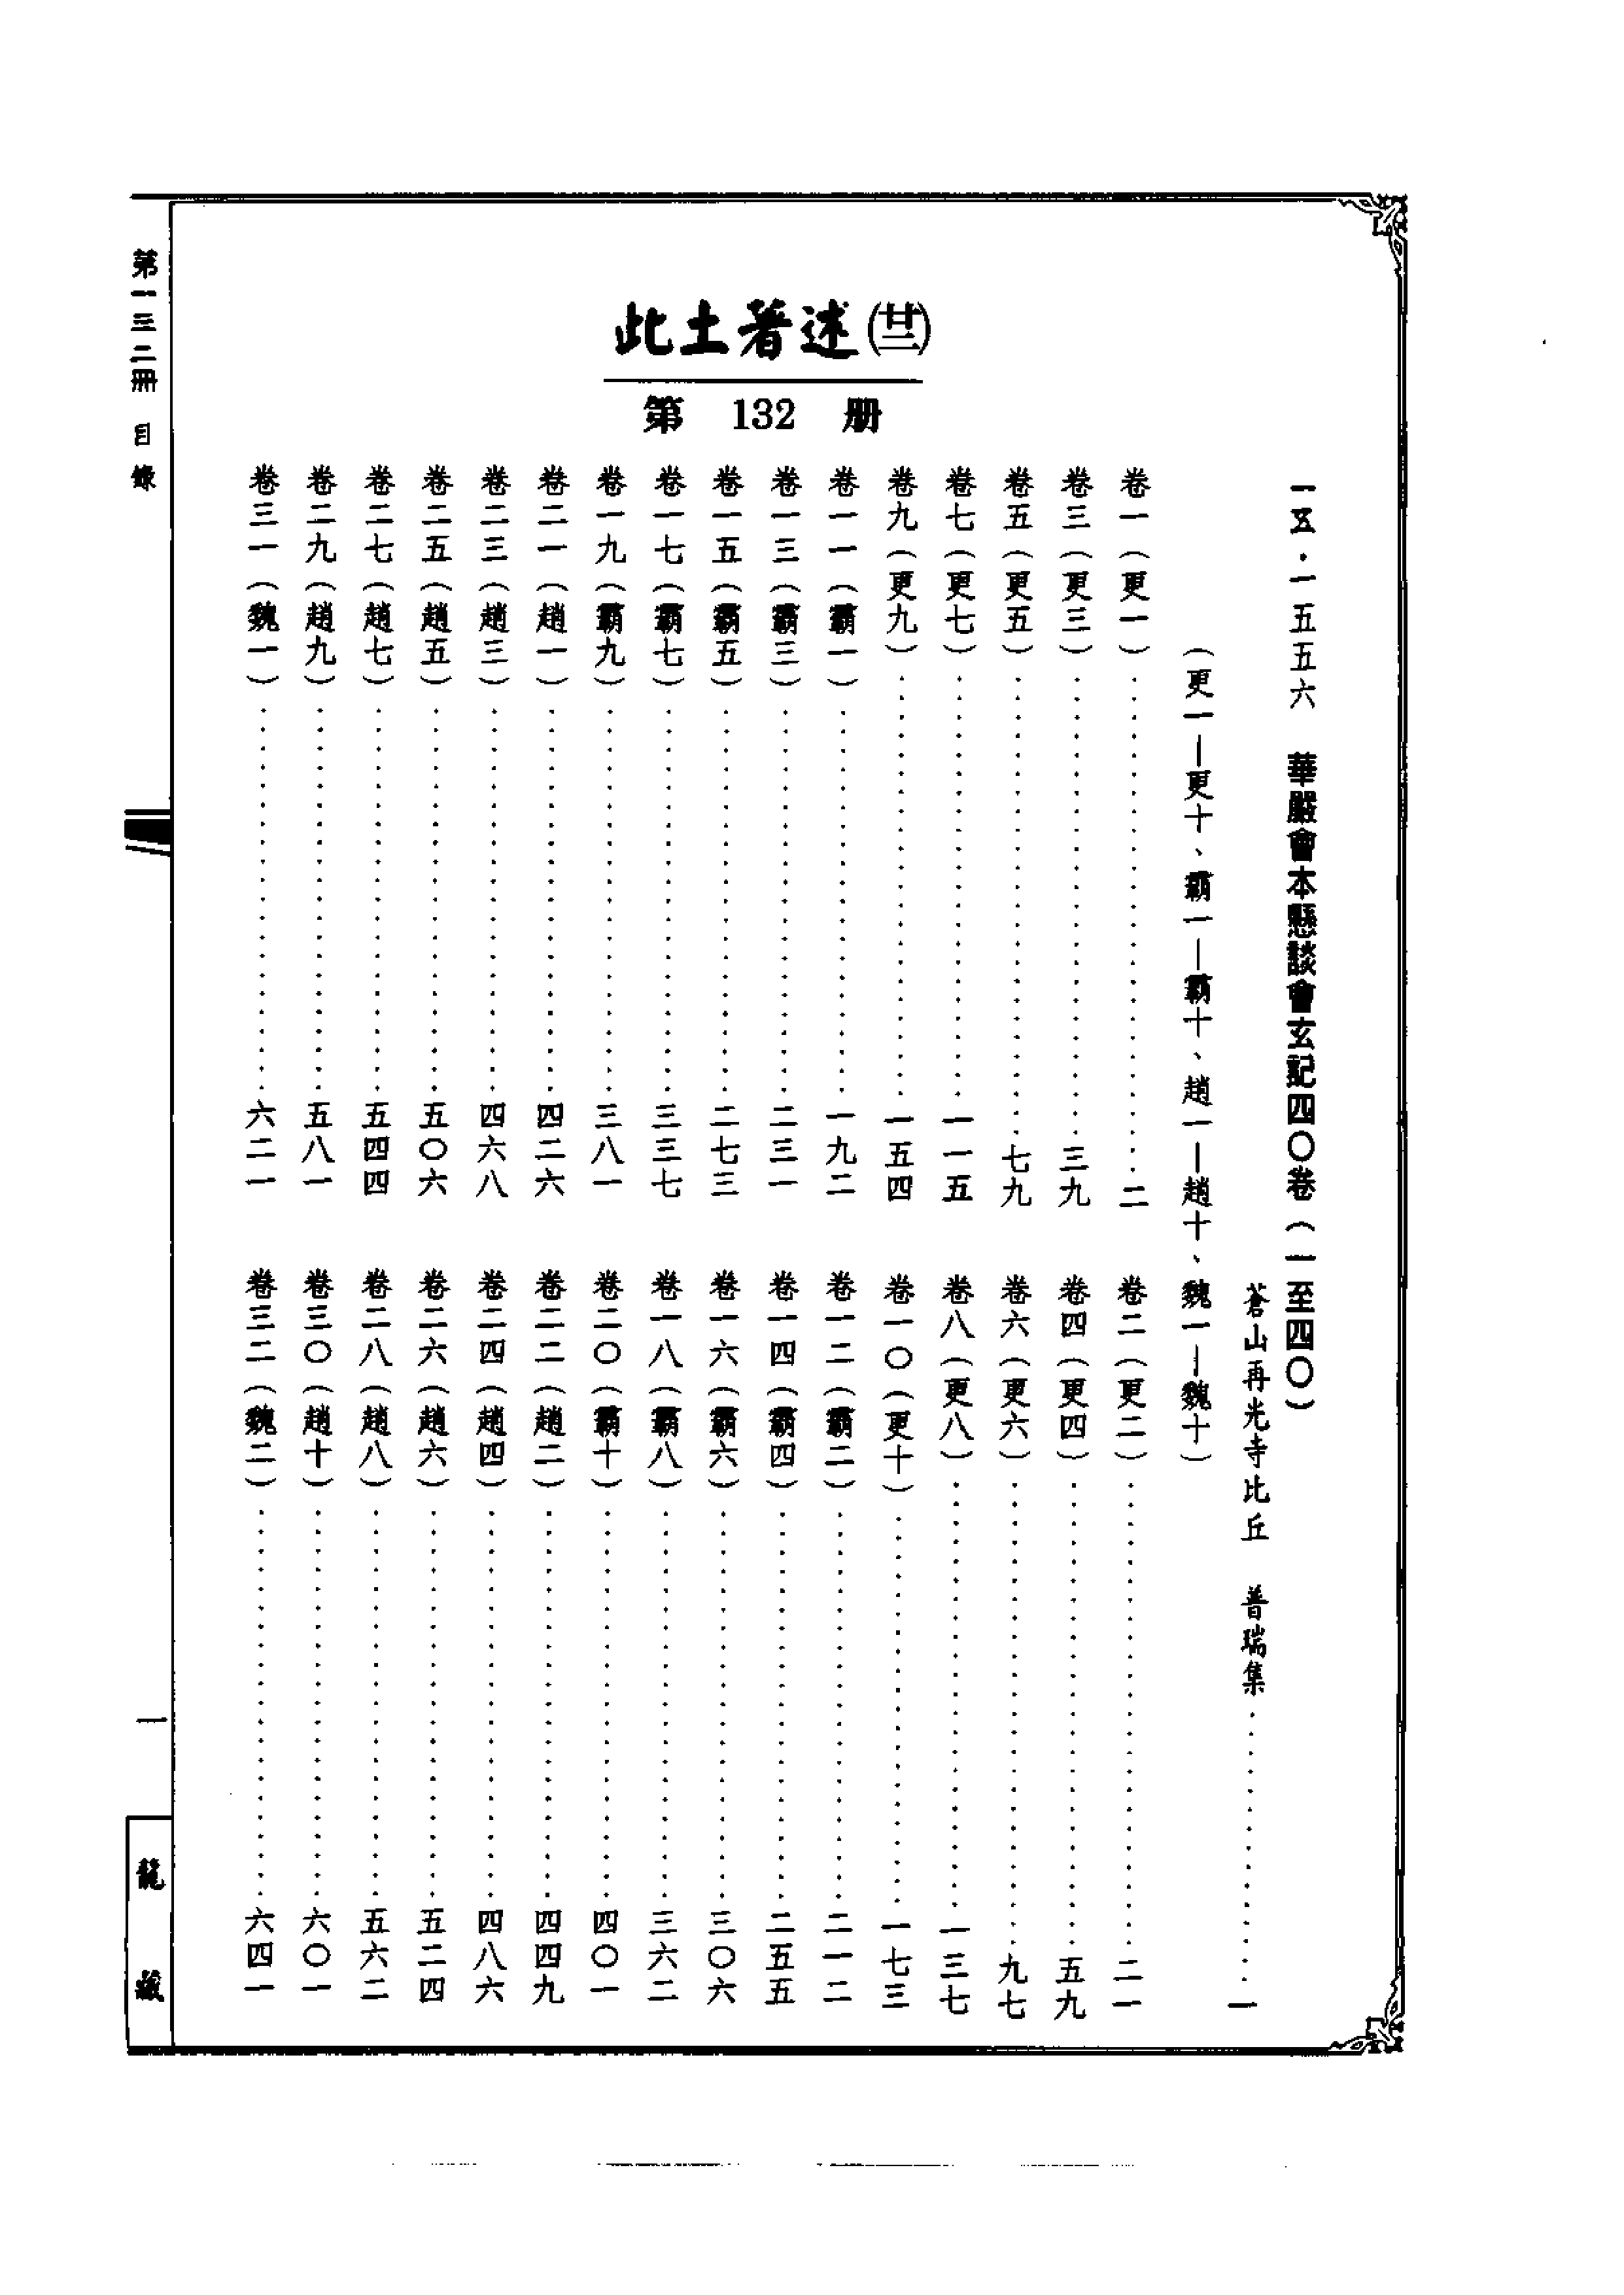 此土著述(廿三)
第 132 册
一五·一五五六 華嚴會本懸談會玄記四〇卷(一至四〇)
蒼山再光寺比丘 普瑞集……一
(更一—更十、霸一—霸十、趙一—趙十、魏一—魏十)
卷一(更一)……二 卷二(更二)……二一
卷三(更三)……三九 卷四(更四)……五九
卷五(更五)……七九 卷六(更六)……九七
卷七(更七)……一一五 卷八(更八)……一三七
卷九(更九)……一五四 卷一〇(更十)……一七三
卷一一(霸一)……一九二 卷一二(霸二)……二一二
卷一三(霸三)……二三一 卷一四(霸四)……二五五
卷一五(霸五)……二七三 卷一六(霸六)……三〇六
卷一七(霸七)……三三七 卷一八(霸八)……三六二
卷一九(霸九)……三八一 卷二〇(霸十)……四〇一
卷二一(趙一)……四二六 卷二二(趙二)……四四九
卷二三(趙三)……四六八 卷二四(趙四)……四八六
卷二五(趙五)……五〇六 卷二六(趙六)……五二四
卷二七(趙七)……五四四 卷二八(趙八)……五六二
卷二九(趙九)……五八一 卷三〇(趙十)……六〇一
卷三一(魏一)……六二一 卷三二(魏二)……六四一
第一三二冊 目錄
一
龍藏